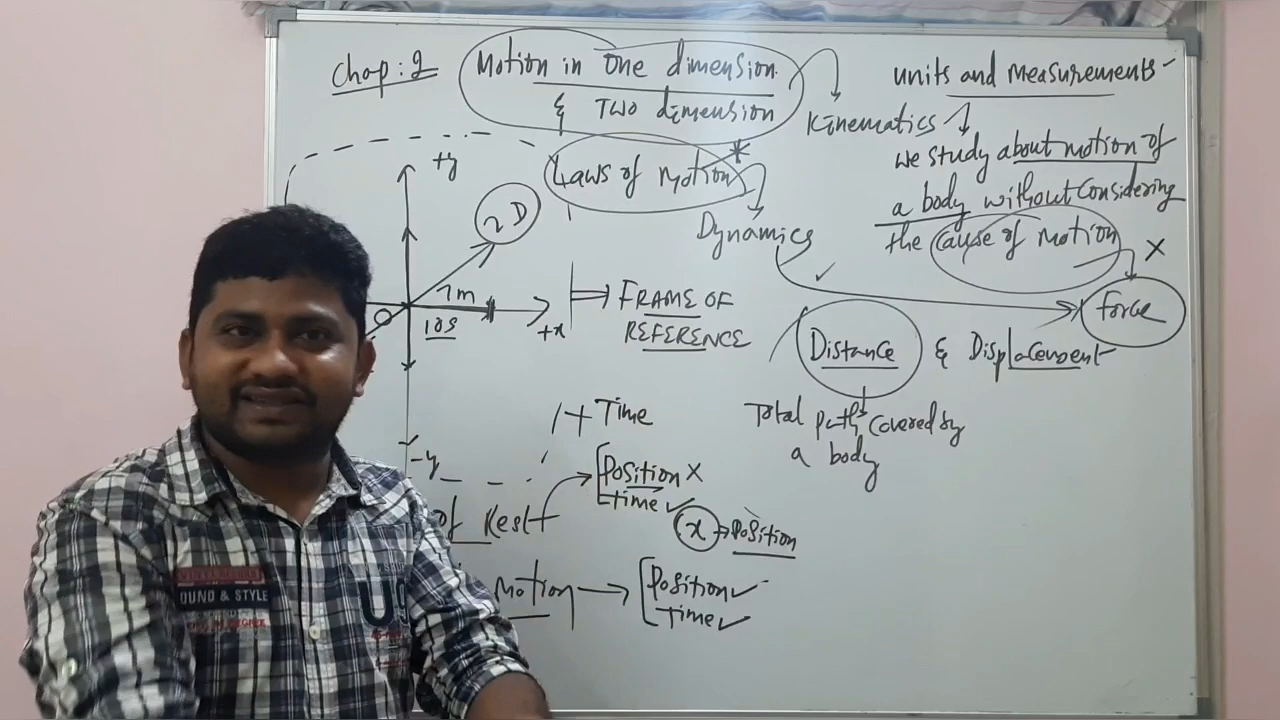 Chap: 2
Motion in One dimension
& TWO dimension
Kinematics
units and Measurements
We study about motion of
a body without Considering
the cause of Motion X
Force
Laws of Motion *
Dynamics
+y
2D
7m
10s
O
+x
-y
FRAME OF
REFERENCE
Distance & Displacement
Total path covered by
a body
+ Time
of Rest
Position X
Time ✓
x → Position
Motion
Position ✓
Time ✓
OUND & STYLE